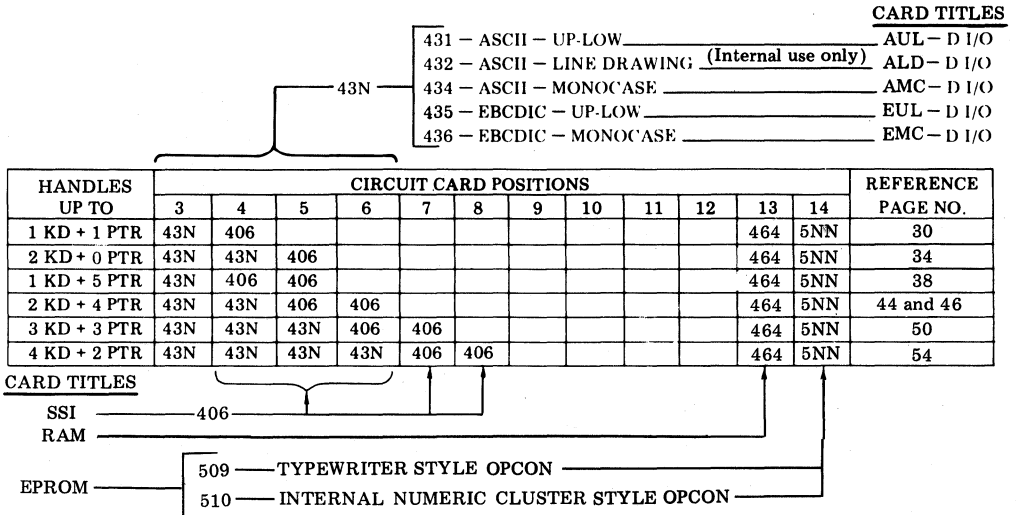 CARD TITLES
431 — ASCII — UP-LOW AUL — D I/O
432 — ASCII — LINE DRAWING (Internal use only) ALD — D I/O
43N 434 — ASCII — MONOCASE AMC — D I/O
435 — EBCDIC — UP-LOW EUL — D I/O
436 — EBCDIC — MONOCASE EMC — D I/O
HANDLES UP TO CIRCUIT CARD POSITIONS REFERENCE PAGE NO.
3 4 5 6 7 8 9 10 11 12 13 14
1 KD + 1 PTR 43N 406 464 5NN 30
2 KD + 0 PTR 43N 43N 406 464 5NN 34
1 KD + 5 PTR 43N 406 406 464 5NN 38
2 KD + 4 PTR 43N 43N 406 406 464 5NN 44 and 46
3 KD + 3 PTR 43N 43N 43N 406 406 464 5NN 50
4 KD + 2 PTR 43N 43N 43N 43N 406 406 464 5NN 54
CARD TITLES
SSI 406
RAM
509 — TYPEWRITER STYLE OPCON
EPROM
510 — INTERNAL NUMERIC CLUSTER STYLE OPCON